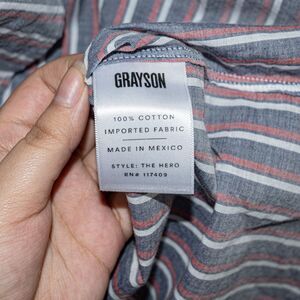 GRAYSON
100% COTTON
IMPORTED FABRIC
MADE IN MEXICO
STYLE: THE HERO
RN# 117409